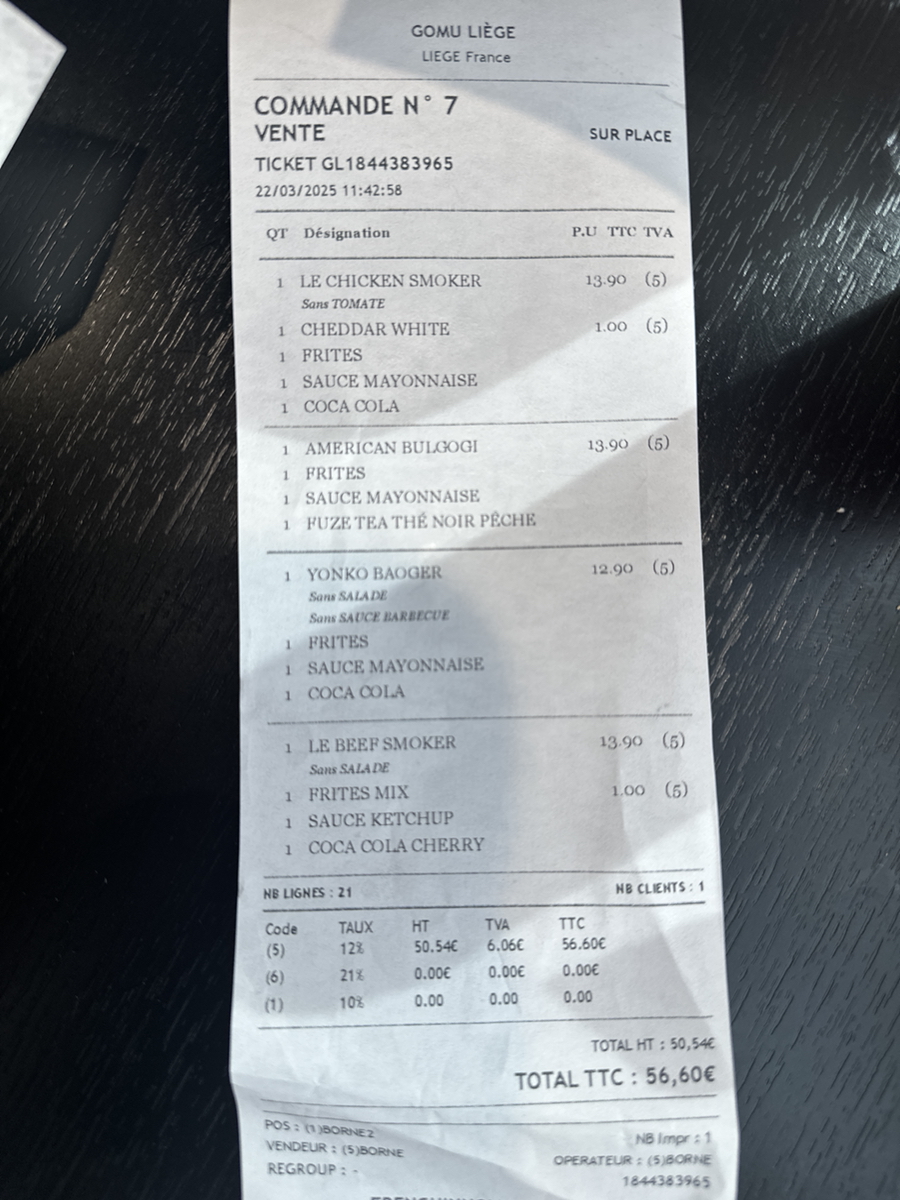 GOMU LIÈGE
LIEGE France
COMMANDE N° 7
VENTE SUR PLACE
TICKET GL1844383965
22/03/2025 11:42:58
QT Désignation P.U TTC TVA
1 LE CHICKEN SMOKER 13.90 (5)
Sans TOMATE
1 CHEDDAR WHITE 1.00 (5)
1 FRITES
1 SAUCE MAYONNAISE
1 COCA COLA
1 AMERICAN BULGOGI 13.90 (5)
1 FRITES
1 SAUCE MAYONNAISE
1 FUZE TEA THÉ NOIR PÊCHE
1 YONKO BAOGER 12.90 (5)
Sans SALADE
Sans SAUCE BARBECUE
1 FRITES
1 SAUCE MAYONNAISE
1 COCA COLA
1 LE BEEF SMOKER 13.90 (5)
Sans SALADE
1 FRITES MIX 1.00 (5)
1 SAUCE KETCHUP
1 COCA COLA CHERRY
NB LIGNES : 21 NB CLIENTS : 1
Code TAUX HT TVA TTC
(5) 12% 50.54€ 6.06€ 56.60€
(6) 21% 0.00€ 0.00€ 0.00€
(1) 10% 0.00 0.00 0.00
TOTAL HT : 50,54€
TOTAL TTC : 56,60€
POS : (1)BORNE2 NB Impr : 1
VENDEUR : (5)BORNE OPERATEUR : (5)BORNE
REGROUP : - 1844383965